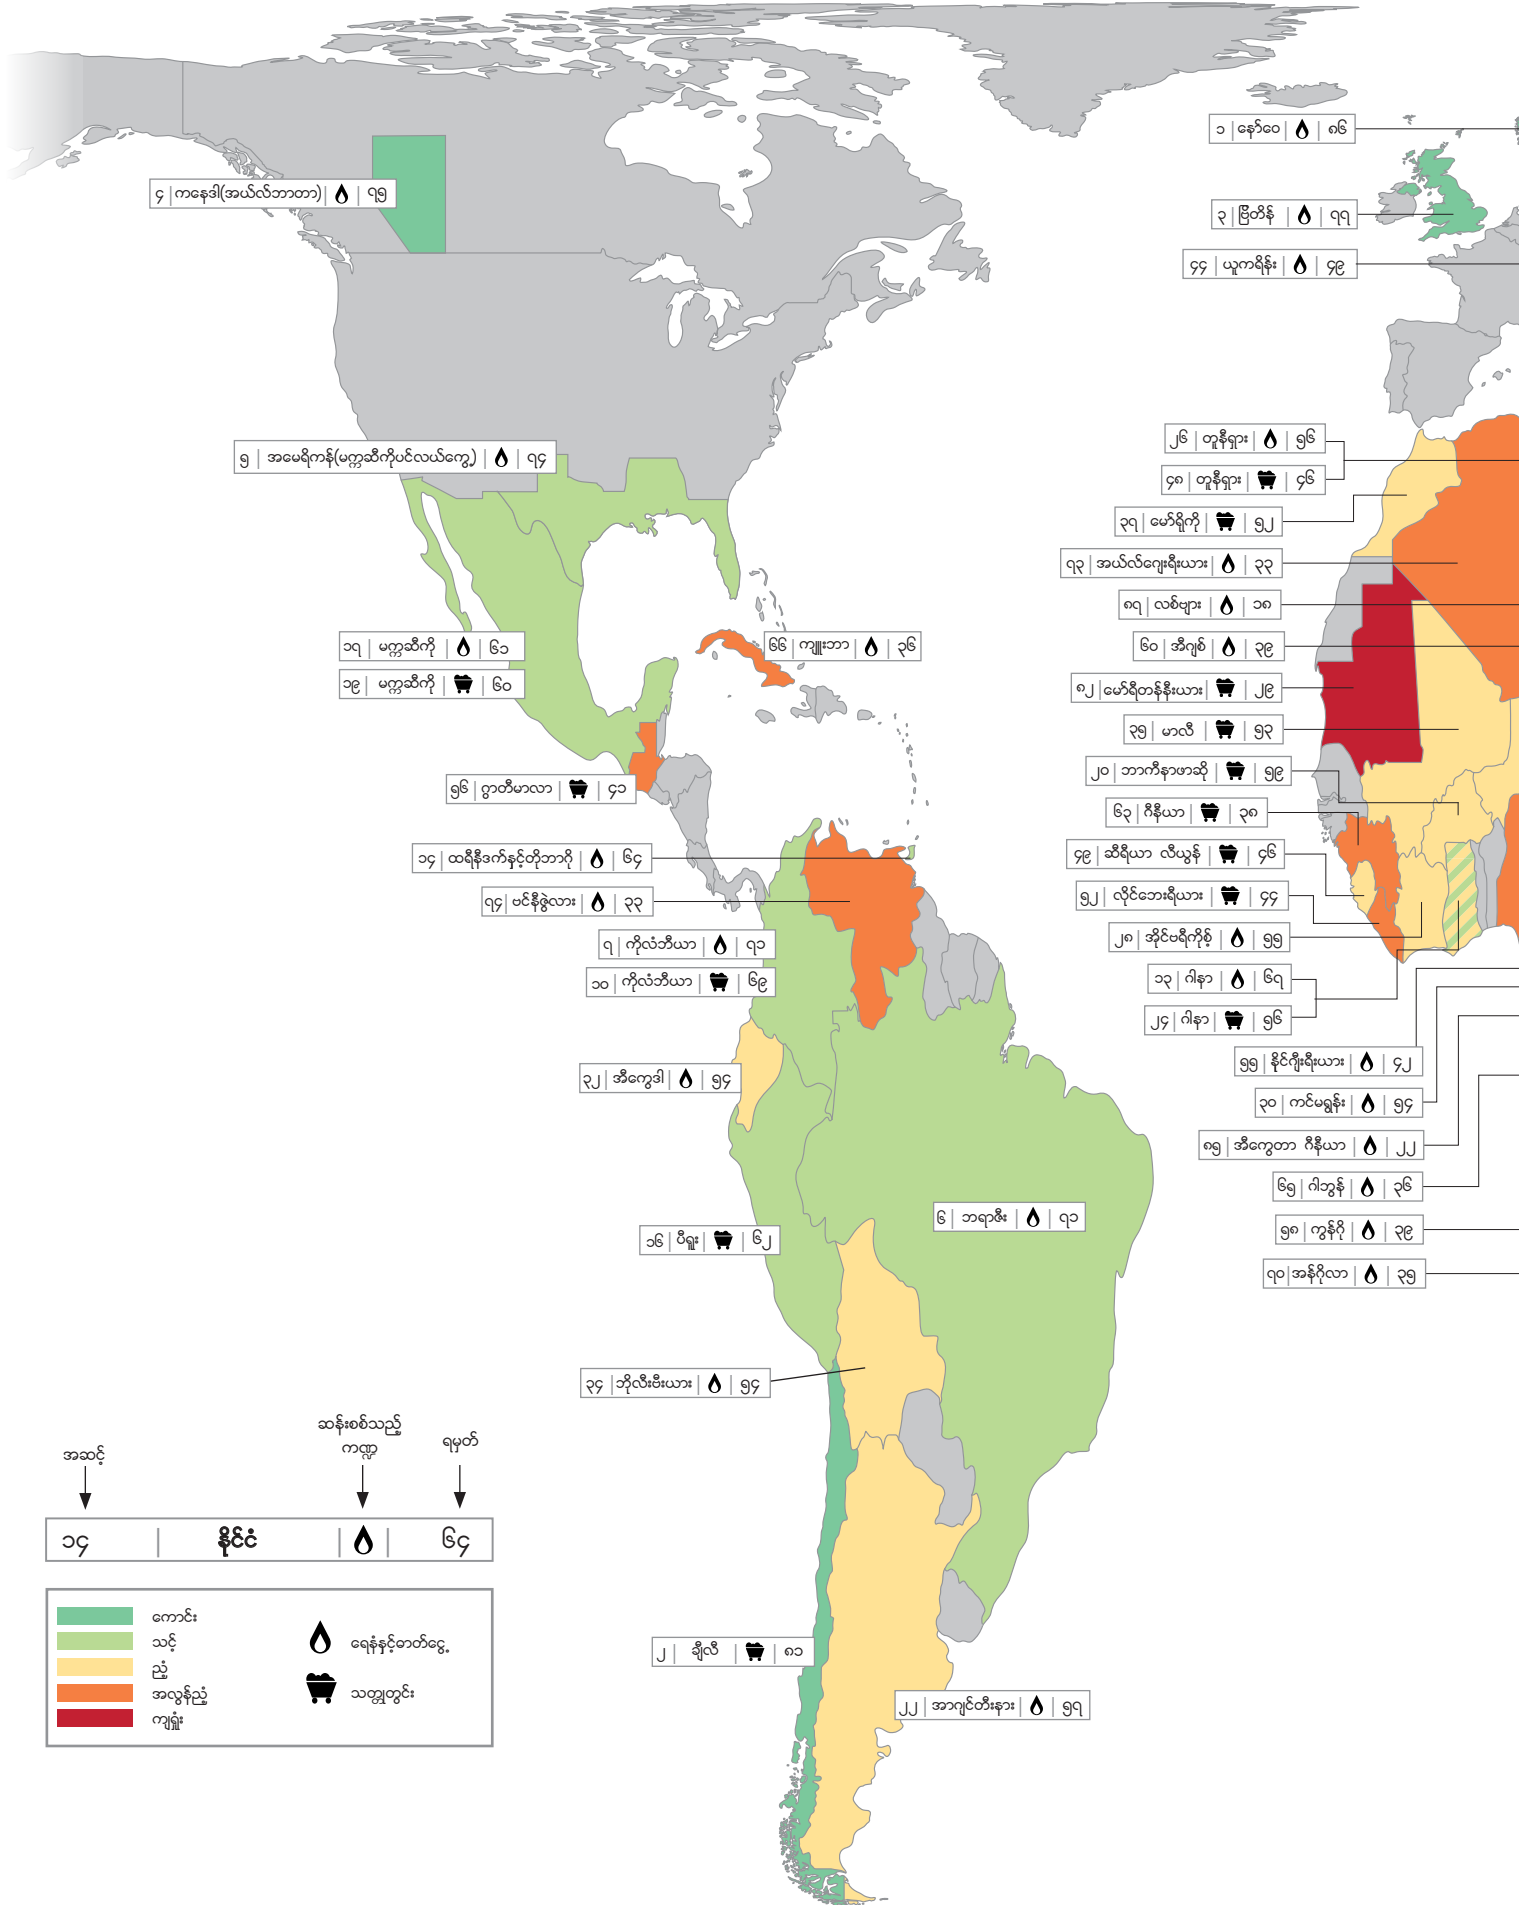 ၁ | နော်ဝေ | ၈၆
၄ | ကနေဒါ(အယ်လ်ဘာတာ) | ၇၅
၃ | ဗြိတိန် | ၇၇
၄၄ | ယူကရိန်း | ၄၉
၂၆ | တူနီရှား | ၅၆
၅ | အမေရိကန်(မက္ကဆီကိုပင်လယ်ကွေ့) | ၇၄
၄၈ | တူနီရှား | ၄၆
၃၇ | မော်ရိုကို | ၅၂
၇၃ | အယ်လ်ဂျေးရီးယား | ၃၃
၈၇ | လစ်ဗျား | ၁၈
၁၇ | မက္ကဆီကို | ၆၁
၆၆ | ကျူးဘာ | ၃၆
၆၀ | အီဂျစ် | ၃၉
၁၉ | မက္ကဆီကို | ၆၀
၈၂ | မော်ရီတန်နီးယား | ၂၉
၃၅ | မာလီ | ၅၃
၂၀ | ဘာကီနာဖာဆို | ၅၉
၅၆ | ဂွာတီမာလာ | ၄၁
၆၃ | ဂီနီယာ | ၃၈
၁၄ | ထရီနီဒက်နှင့်တိုဘာဂို | ၆၄
၄၉ | ဆီရီယာ လီယွန် | ၄၆
၇၄ | ဗင်နီဇွဲလား | ၃၃
၅၂ | လိုင်ဘေးရီယား | ၄၄
၇ | ကိုလံဘီယာ | ၇၁
၂၈ | အိုင်ဗရီကို့စ် | ၅၅
၁၀ | ကိုလံဘီယာ | ၆၉
၁၃ | ဂါနာ | ၆၇
၂၄ | ဂါနာ | ၅၆
၅၅ | နိုင်ဂျီးရီးယား | ၄၂
၃၂ | အီကွေဒါ | ၅၄
၃၀ | ကင်မရွန်း | ၅၄
၈၅ | အီကွေတာ ဂီနီယာ | ၂၂
၆၅ | ဂါဘွန် | ၃၆
၆ | ဘရာဇီး | ၇၁
၅၈ | ကွန်ဂို | ၃၉
၁၆ | ပီရူး | ၆၂
၇၀ | အန်ဂိုလာ | ၃၅
၃၄ | ဘိုလီးဗီးယား | ၅၄
အဆင့်
ဆန်းစစ်သည့်
ကဏ္ဍ
ရမှတ်
၁၄ | နိုင်ငံ | | ၆၄
ကောင်း
သင့်
ညံ့
အလွန်ညံ့
ကျရှုံး
ရေနံနှင့်ဓာတ်ငွေ့
သတ္တုတွင်း
၂ | ချီလီ | ၈၁
၂၂ | အာဂျင်တီးနား | ၅၇